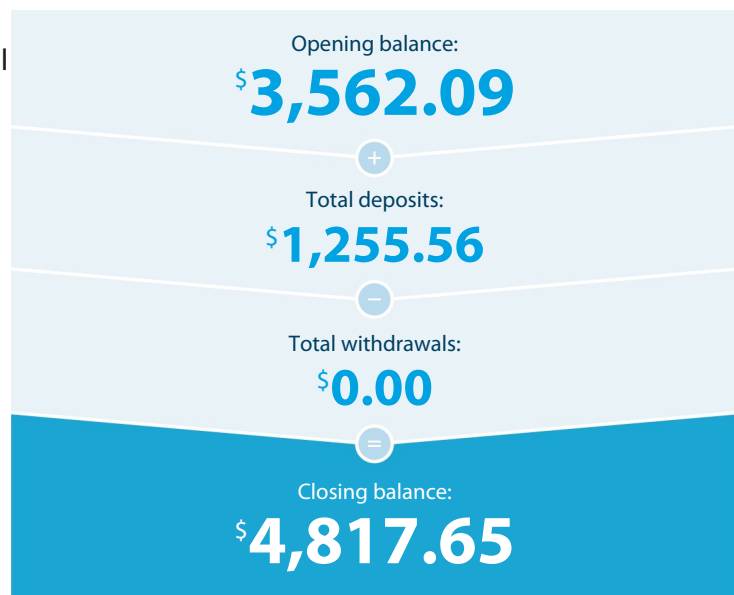 Opening balance:
$3,562.09
+
Total deposits:
$1,255.56
−
Total withdrawals:
$0.00
=
Closing balance:
$4,817.65